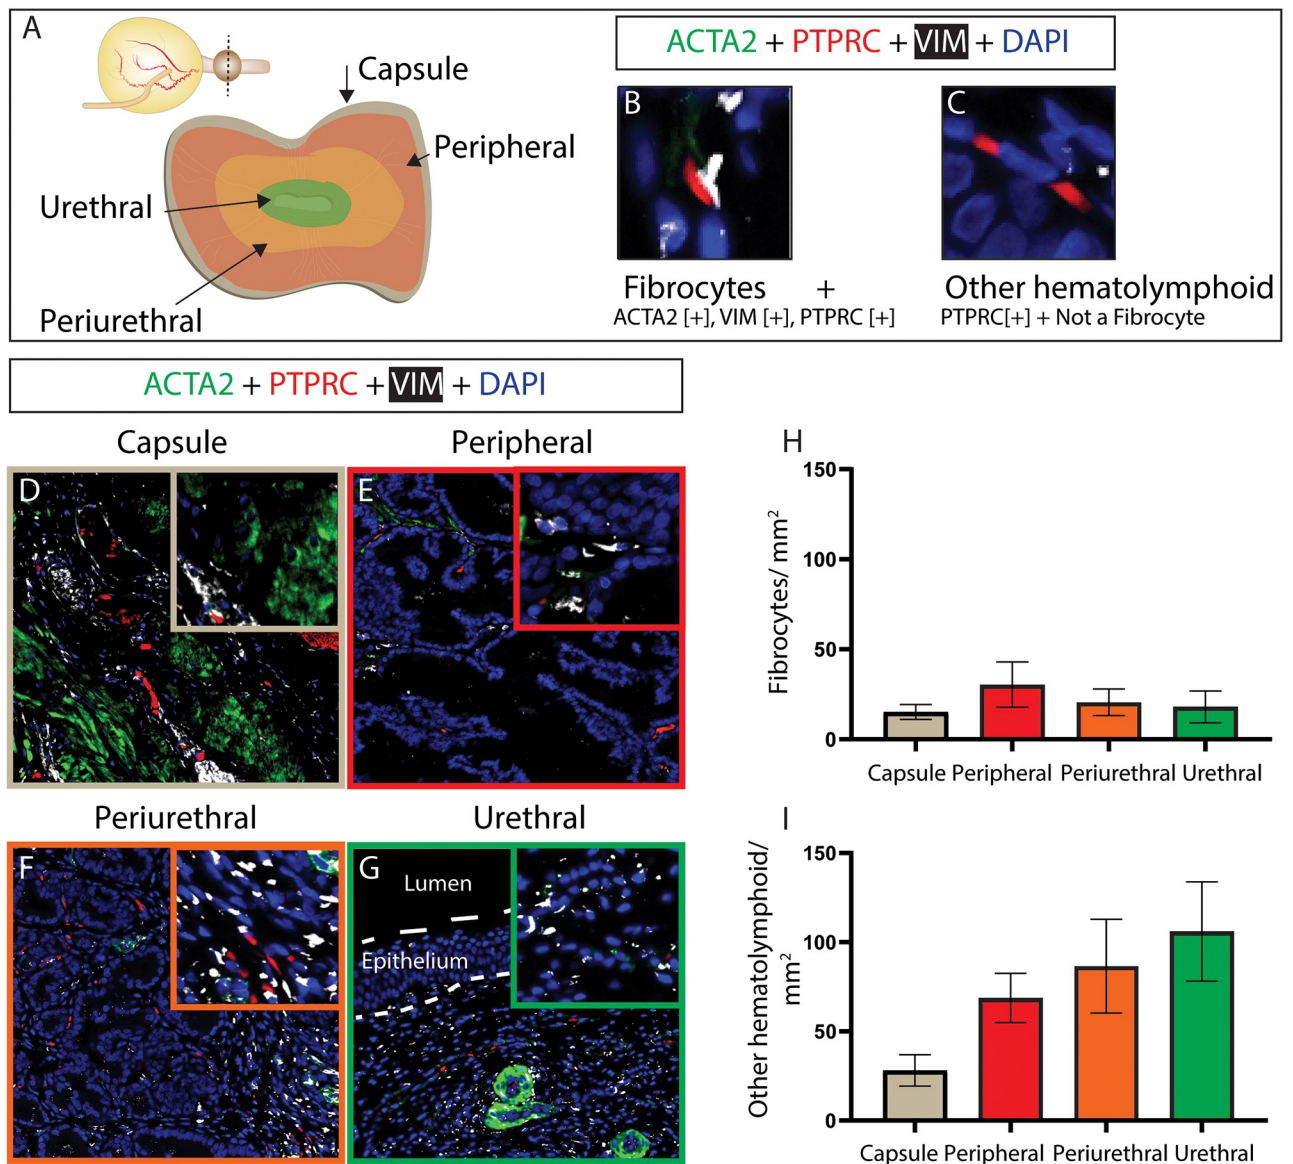 A
Capsule
Peripheral
Urethral
Periurethral
ACTA2 + PTPRC + VIM + DAPI
B
C
Fibrocytes +
ACTA2 [+], VIM [+], PTPRC [+]
Other hematolymphoid
PTPRC[+] + Not a Fibrocyte
ACTA2 + PTPRC + VIM + DAPI
Capsule
Peripheral
D
E
Periurethral
Urethral
F
G
Lumen
Epithelium
H
Fibrocytes/ mm²
150
100
50
0
Capsule Peripheral Periurethral Urethral
I
Other hematolymphoid/
mm²
150
100
50
0
Capsule Peripheral Periurethral Urethral